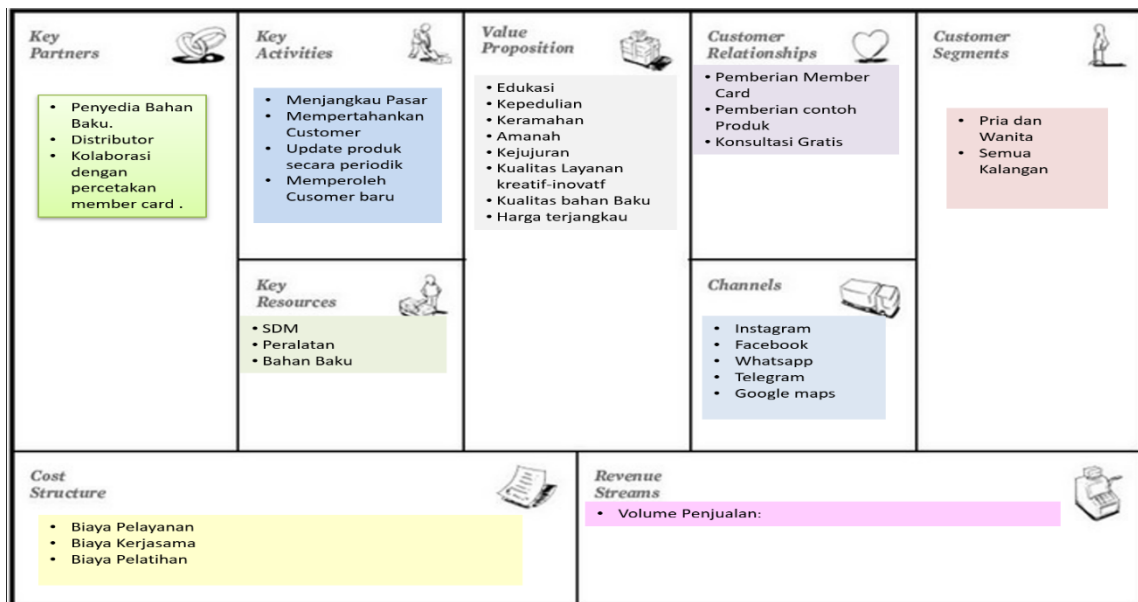 Key
Partners
• Penyedia Bahan
Baku.
• Distributor
• Kolaborasi
dengan
percetakan
member card .
Key
Activities
• Menjangkau Pasar
• Mempertahankan
Customer
• Update produk
secara periodik
• Memperoleh
Cusomer baru
Key
Resources
• SDM
• Peralatan
• Bahan Baku
Value
Proposition
• Edukasi
• Kepedulian
• Keramahan
• Amanah
• Kejujuran
• Kualitas Layanan
kreatif-inovatf
• Kualitas bahan Baku
• Harga terjangkau
Customer
Relationships
• Pemberian Member
Card
• Pemberian contoh
Produk
• Konsultasi Gratis
Channels
• Instagram
• Facebook
• Whatsapp
• Telegram
• Google maps
Customer
Segments
• Pria dan
Wanita
• Semua
Kalangan
Cost
Structure
• Biaya Pelayanan
• Biaya Kerjasama
• Biaya Pelatihan
Revenue
Streams
• Volume Penjualan: